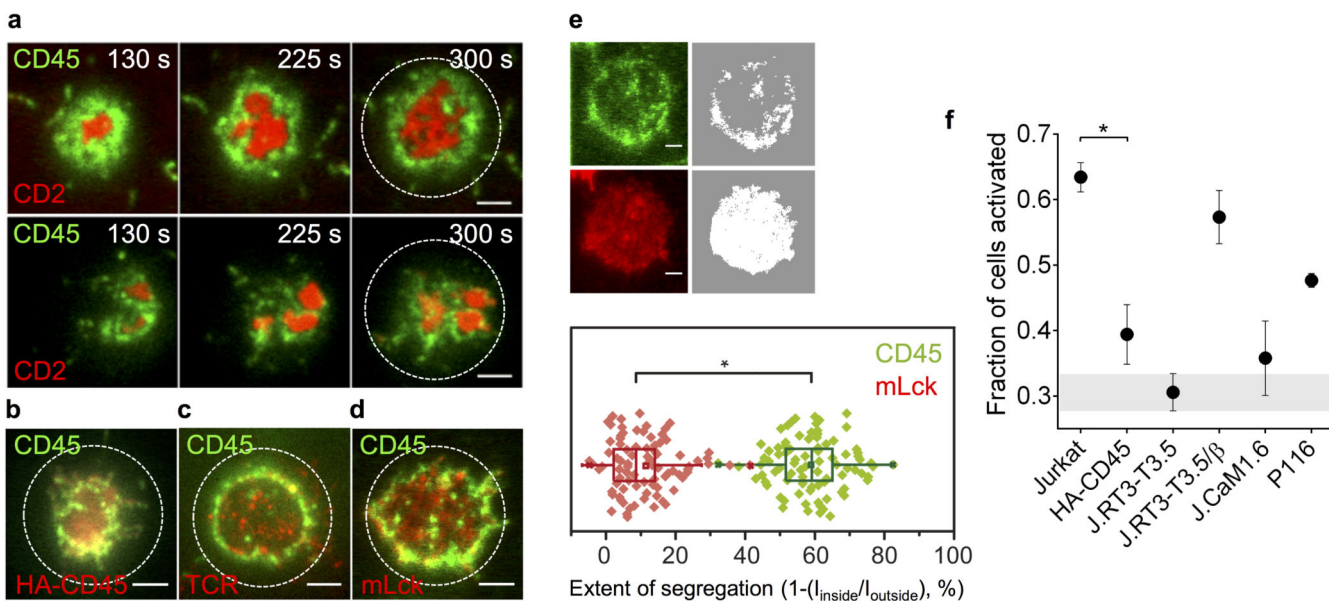 a
CD45 130 s 225 s 300 s
CD2
CD45 130 s 225 s 300 s
CD2
b c d
CD45 CD45 CD45
HA-CD45 TCR mLck
e
CD45
mLck
*
0 20 40 60 80 100
Extent of segregation (1-(I_inside/I_outside), %)
f
Fraction of cells activated
0.7
0.6
0.5
0.4
0.3
*
Jurkat
HA-CD45
J.RT3-T3.5
J.RT3-T3.5/β
J.CaM1.6
P116